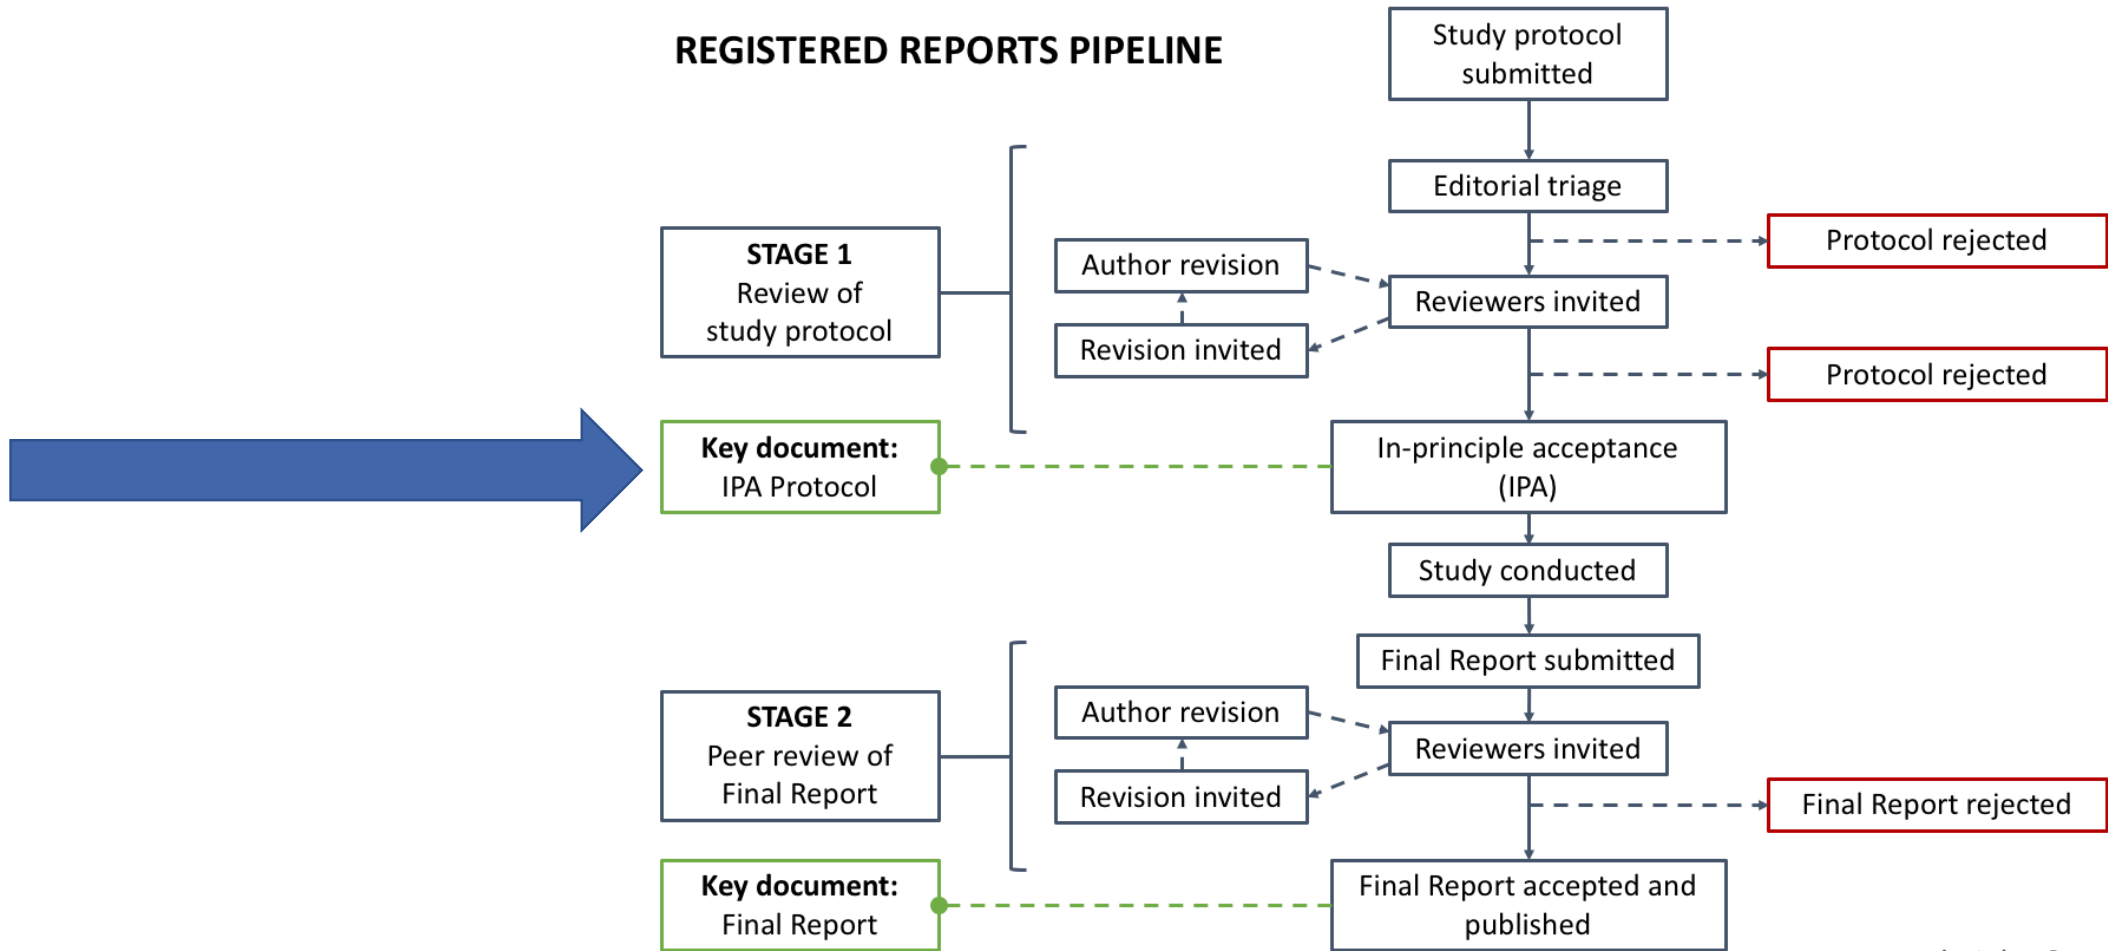 REGISTERED REPORTS PIPELINE
Study protocol
submitted
Editorial triage
Protocol rejected
STAGE 1
Review of
study protocol
Author revision
Reviewers invited
Revision invited
Protocol rejected
Key document:
IPA Protocol
In-principle acceptance
(IPA)
Study conducted
Final Report submitted
STAGE 2
Peer review of
Final Report
Author revision
Reviewers invited
Revision invited
Final Report rejected
Key document:
Final Report
Final Report accepted and
published